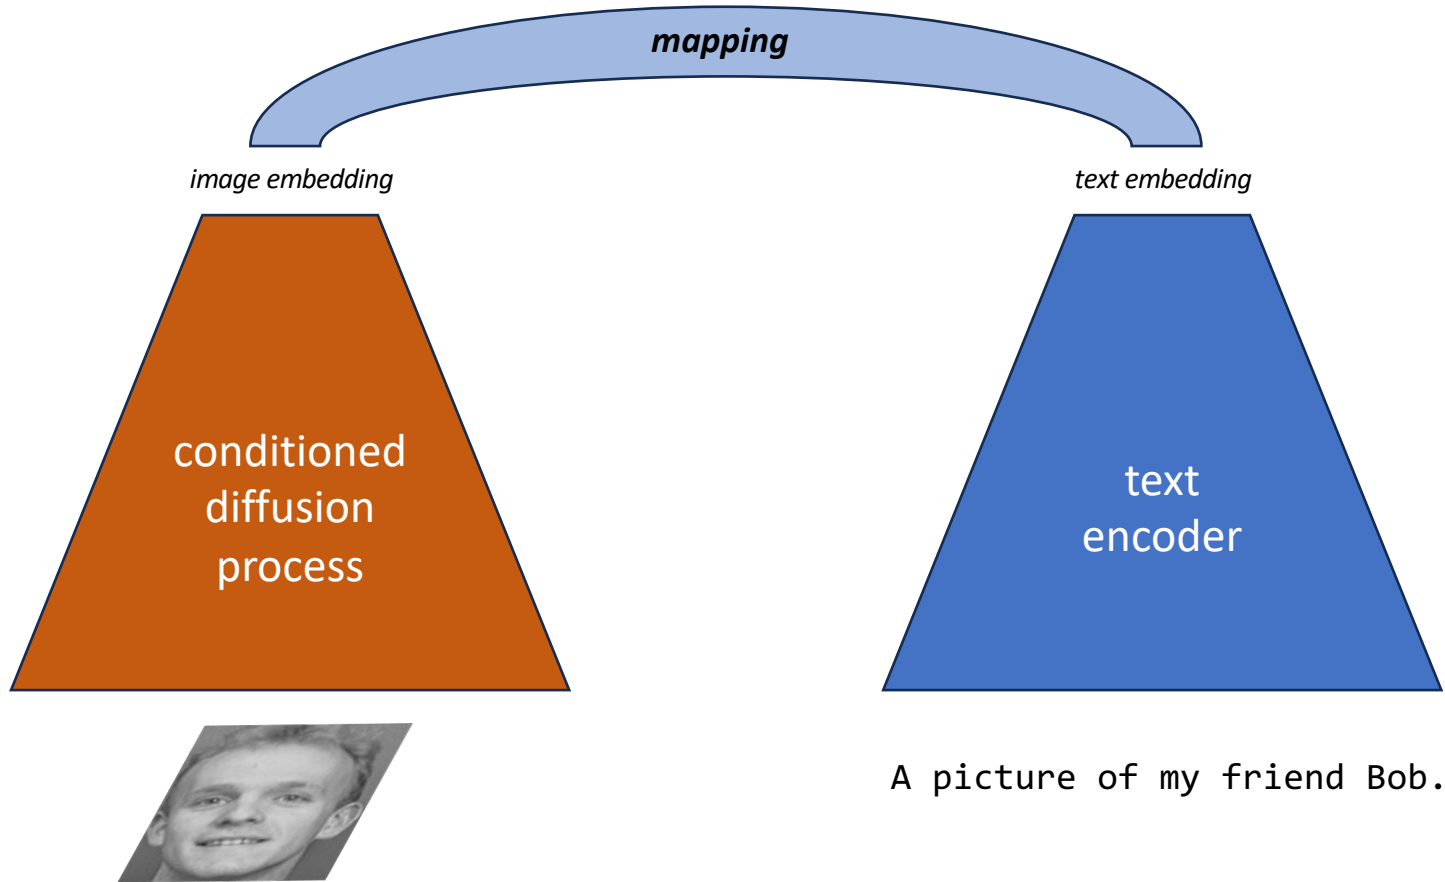 mapping
image embedding
text embedding
conditioned
diffusion
process
text
encoder
A picture of my friend Bob.